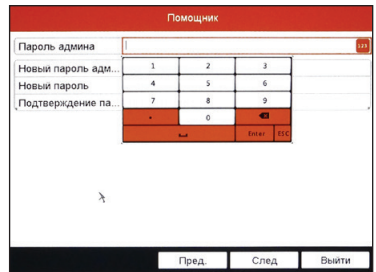 Помощник
Пароль админа
123
Новый пароль адм...
Новый пароль
Подтверждение па...
1 2 3
4 5 6
7 8 9
. 0
Enter ESC
Пред. След Выйти